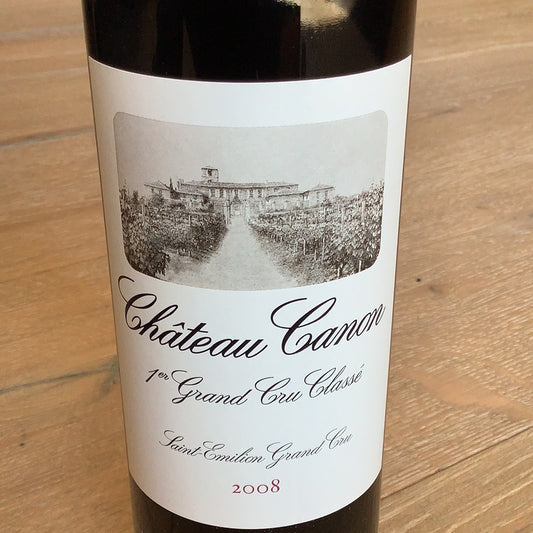 Château Canon
1er Grand Cru Classé
Saint-Emilion Grand Cru
2008